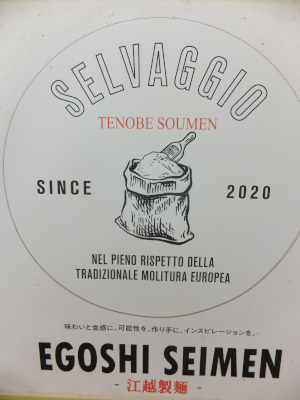 SELVAGGIO
TENOBE SOUMEN
SINCE 2020
NEL PIENO RISPETTO DELLA
TRADIZIONALE MOLITURA EUROPEA
味わいと食感に、可能性を。作り手に、インスピレーションを。
EGOSHI SEIMEN
- 江越製麺 -